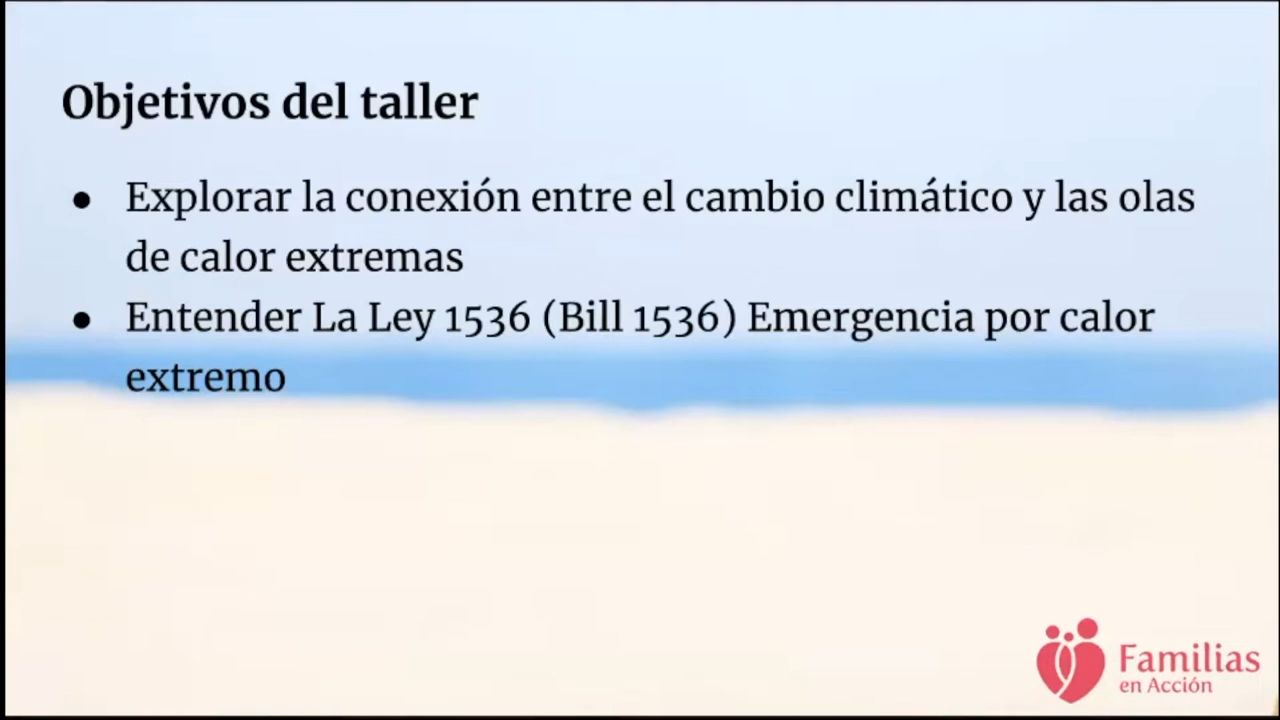 Objetivos del taller
● Explorar la conexión entre el cambio climático y las olas
de calor extremas
● Entender La Ley 1536 (Bill 1536) Emergencia por calor
extremo
Familias
en Acción